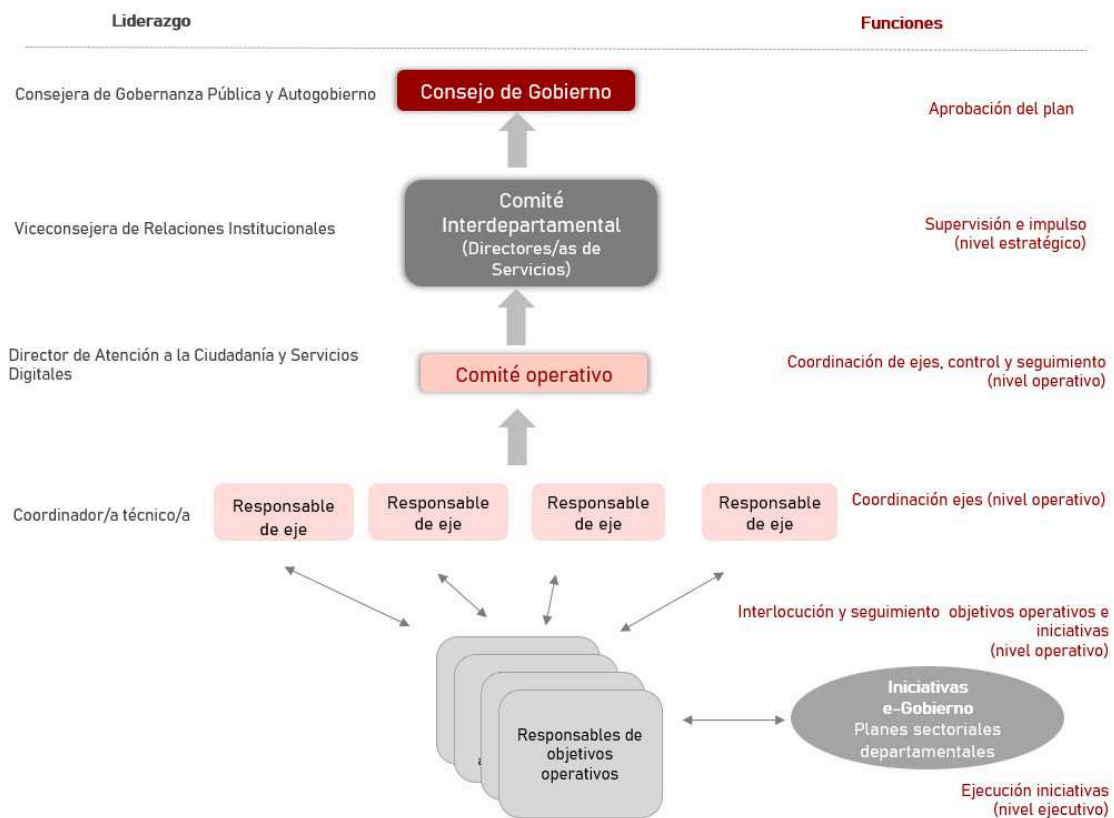 Liderazgo
Funciones
Consejera de Gobernanza Pública y Autogobierno
Consejo de Gobierno
Aprobación del plan
Viceconsejera de Relaciones Institucionales
Comité
Interdepartamental
(Directores/as de
Servicios)
Supervisión e impulso
(nivel estratégico)
Director de Atención a la Ciudadanía y Servicios
Digitales
Comité operativo
Coordinación de ejes, control y seguimiento
(nivel operativo)
Coordinador/a técnico/a
Responsable
de eje
Responsable
de eje
Responsable
de eje
Responsable
de eje
Coordinación ejes (nivel operativo)
Interlocución y seguimiento objetivos operativos e
iniciativas
(nivel operativo)
Responsables de
objetivos
operativos
Iniciativas
e-Gobierno
Planes sectoriales
departamentales
Ejecución iniciativas
(nivel ejecutivo)